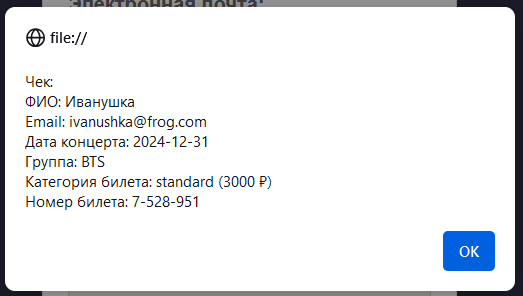 Электронная почта:
file://
Чек:
ФИО: Иванушка
Email: ivanushka@frog.com
Дата концерта: 2024-12-31
Группа: BTS
Категория билета: standard (3000 ₽)
Номер билета: 7-528-951
OK